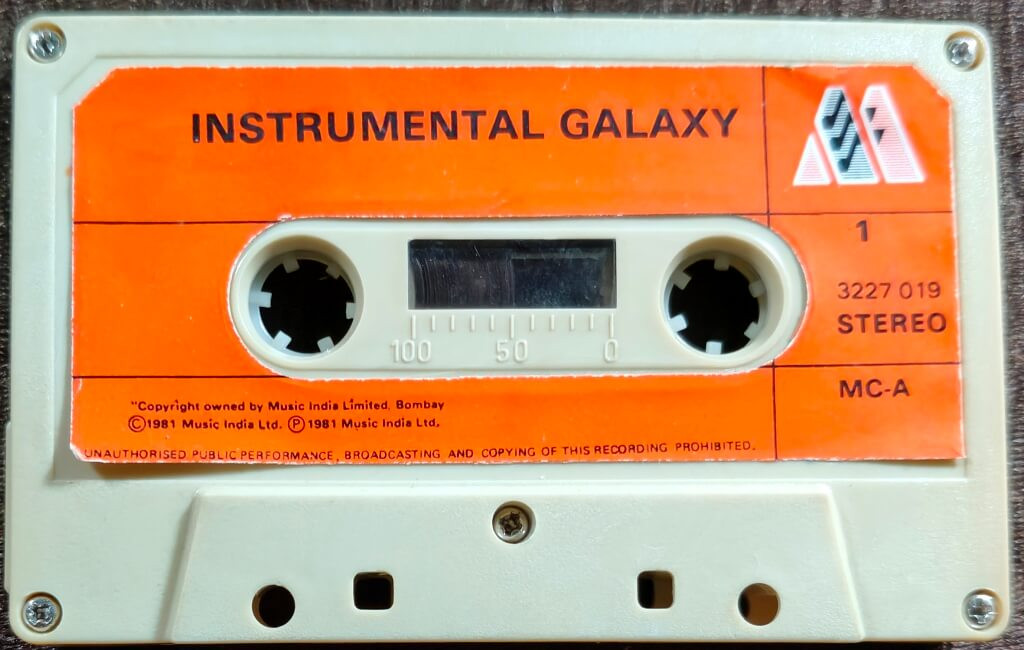 INSTRUMENTAL GALAXY
1
3227 019
STEREO
100 50 0
MC-A
"Copyright owned by Music India Limited, Bombay
©1981 Music India Ltd. Ⓟ1981 Music India Ltd.
UNAUTHORISED PUBLIC PERFORMANCE, BROADCASTING AND COPYING OF THIS RECORDING PROHIBITED.